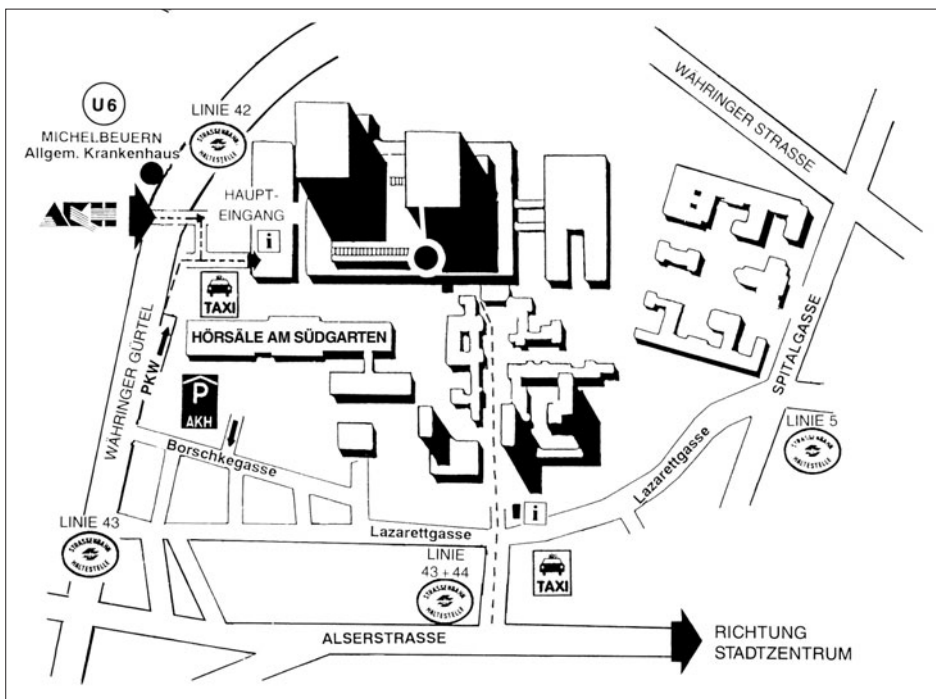 U6
MICHELBEUERN
Allgem. Krankenhaus
LINIE 42
STRASSENBAHN
HALTESTELLE
WÄHRINGER STRASSE
AKH
HAUPT-
EINGANG
i
TAXI
HÖRSÄLE AM SÜDGARTEN
WÄHRINGER GÜRTEL
PKW
P
AKH
Borschkegasse
SPITALGASSE
LINIE 5
STRASSENBAHN
HALTESTELLE
Lazarettgasse
i
LINIE 43
STRASSENBAHN
HALTESTELLE
Lazarettgasse
LINIE
43 + 44
STRASSENBAHN
HALTESTELLE
TAXI
ALSERSTRASSE
RICHTUNG
STADTZENTRUM